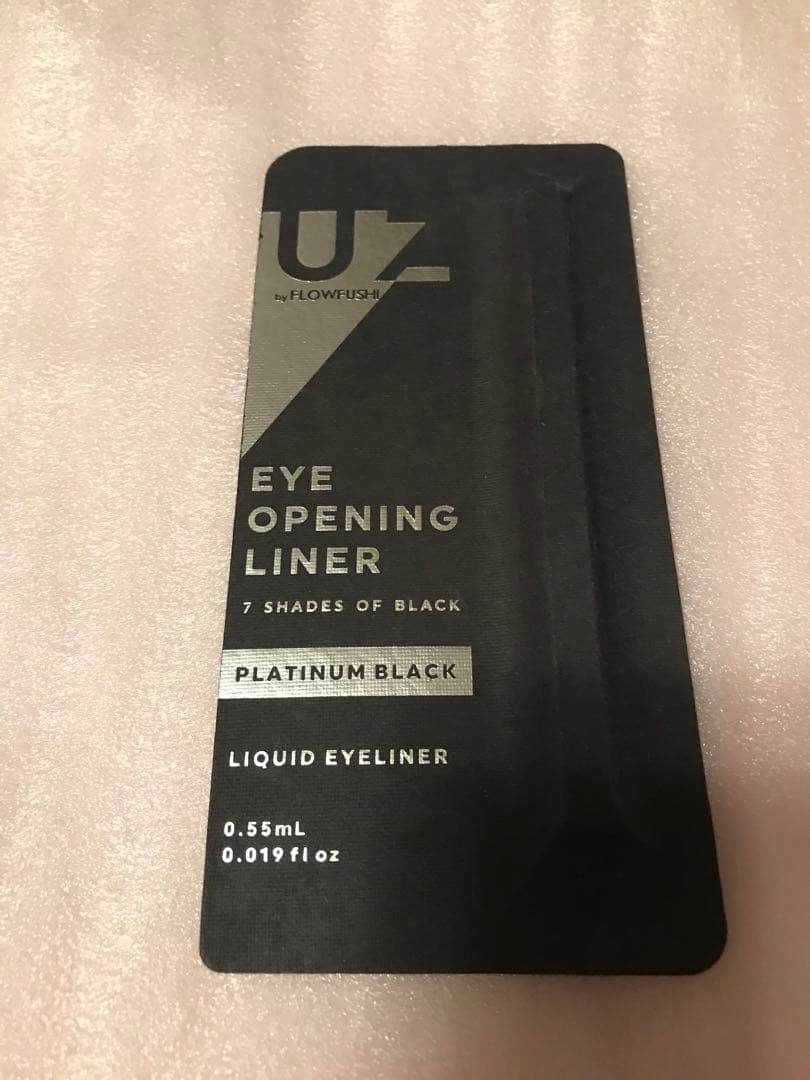 UZ
by FLOWFUSHI
EYE
OPENING
LINER
7 SHADES OF BLACK
PLATINUM BLACK
LIQUID EYELINER
0.55mL
0.019 fl oz